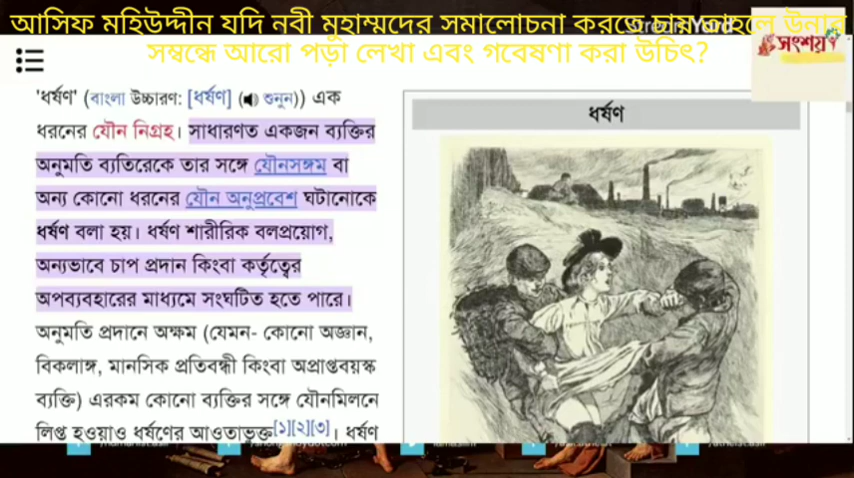 আসিফ মহিউদ্দীন যদি নবী মুহাম্মদের সমালোচনা করতে চায় তাহলে উনার
সম্বন্ধে আরো পড়া লেখা এবং গবেষণা করা উচিৎ?
সংশয়
'ধর্ষণ' (বাংলা উচ্চারণ: [ধর্ষণ] (শুনুন)) এক
ধরনের যৌন নিগ্রহ। সাধারণত একজন ব্যক্তির
অনুমতি ব্যতিরেকে তার সঙ্গে যৌনসঙ্গম বা
অন্য কোনো ধরনের যৌন অনুপ্রবেশ ঘটানোকে
ধর্ষণ বলা হয়। ধর্ষণ শারীরিক বলপ্রয়োগ,
অন্যভাবে চাপ প্রদান কিংবা কর্তৃত্বের
অপব্যবহারের মাধ্যমে সংঘটিত হতে পারে।
অনুমতি প্রদানে অক্ষম (যেমন- কোনো অজ্ঞান,
বিকলাঙ্গ, মানসিক প্রতিবন্ধী কিংবা অপ্রাপ্তবয়স্ক
ব্যক্তি) এরকম কোনো ব্যক্তির সঙ্গে যৌনমিলনে
লিপ্ত হওয়াও ধর্ষণের আওতাভুক্ত[১][২][৩]। ধর্ষণ
ধর্ষণ